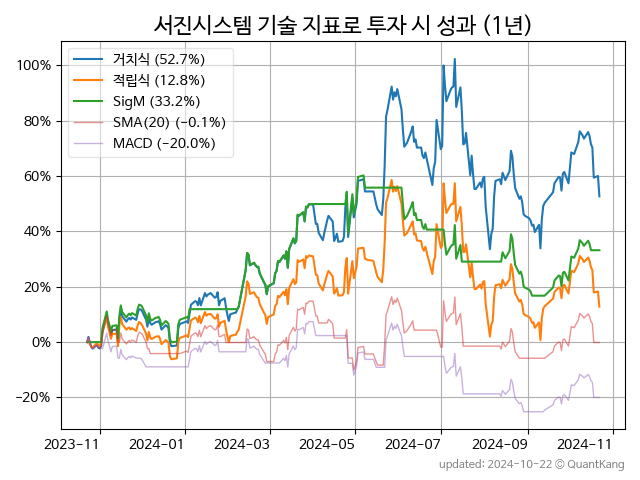 서진시스템 기술 지표로 투자 시 성과 (1년)
거치식 (52.7%)
적립식 (12.8%)
SigM (33.2%)
SMA(20) (−0.1%)
MACD (−20.0%)
100%
80%
60%
40%
20%
0%
−20%
2023-11 2024-01 2024-03 2024-05 2024-07 2024-09 2024-11
updated: 2024-10-22 © QuantKang